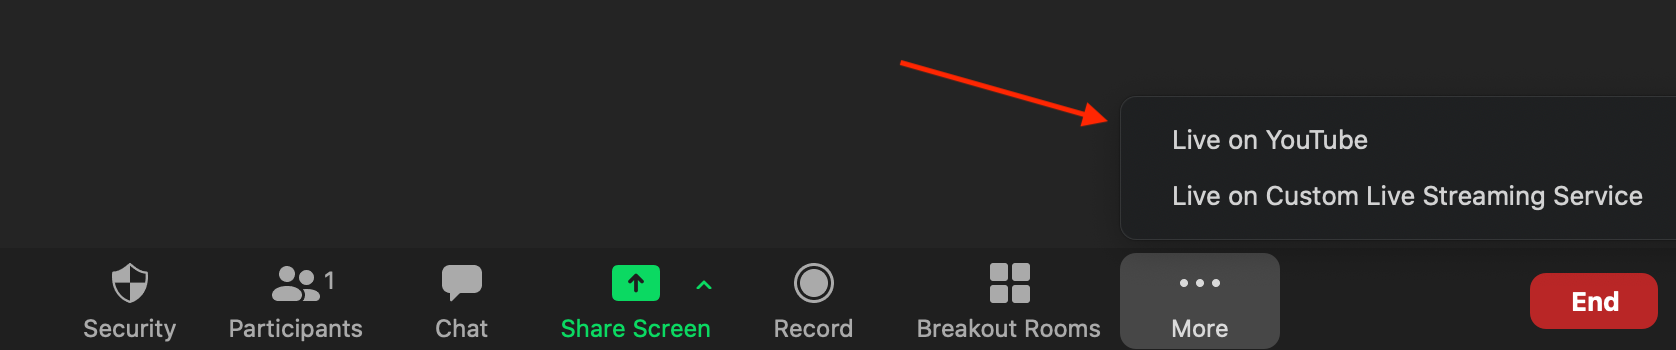 Live on YouTube
Live on Custom Live Streaming Service
1
Security
Participants
Chat
Share Screen
Record
Breakout Rooms
More
End